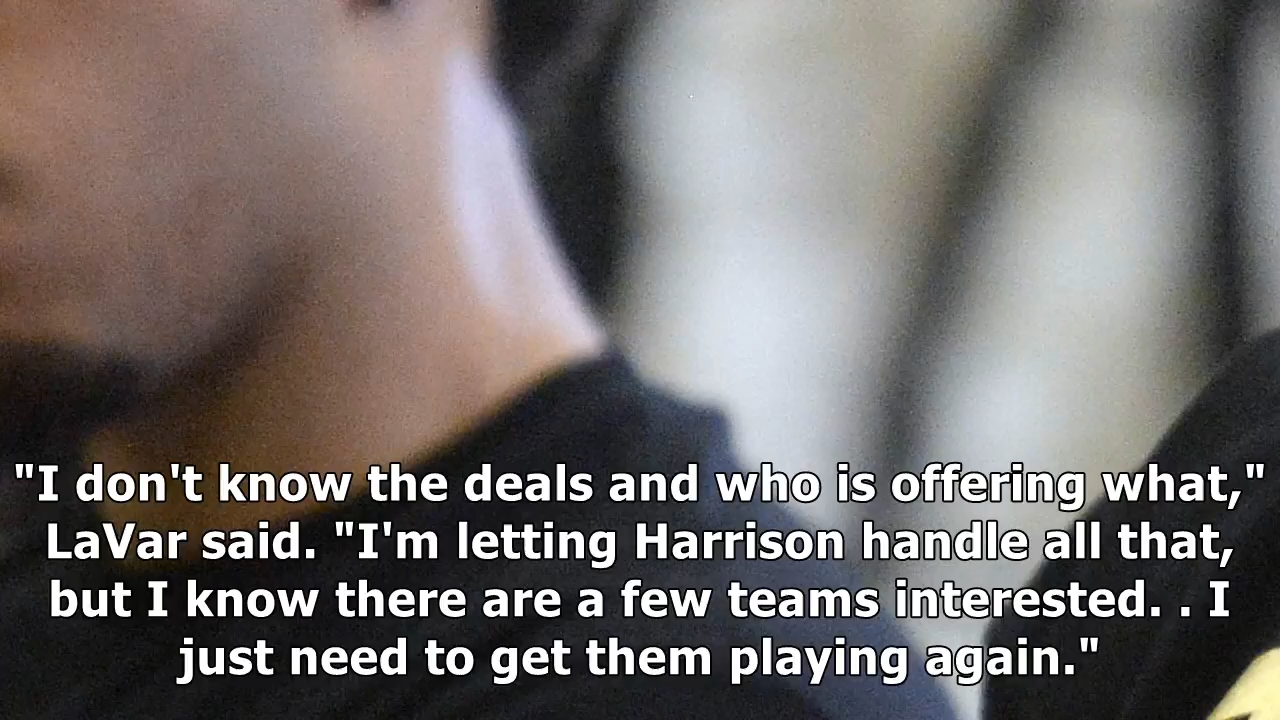 "I don't know the deals and who is offering what,"
LaVar said. "I'm letting Harrison handle all that,
but I know there are a few teams interested. . I
just need to get them playing again."